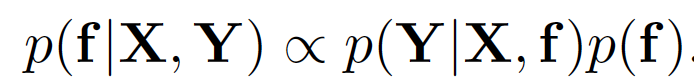 p(f|X, Y) ∝ p(Y|X, f)p(f).